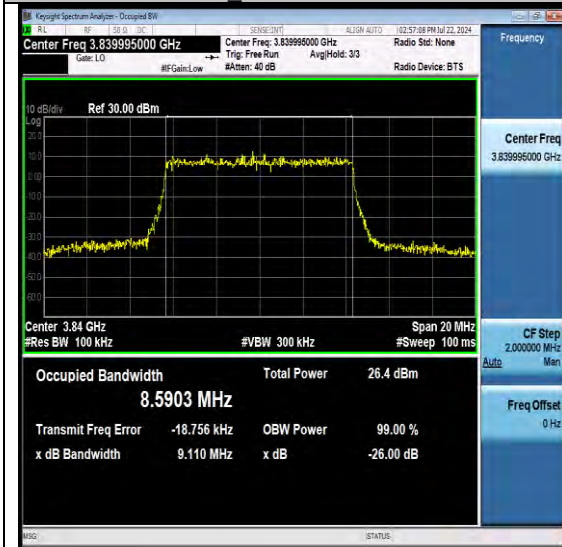 Keysight Spectrum Analyzer - Occupied BW
RL RF 50 Ω DC SENSE:INT ALIGN AUTO 02:57:08 PM Jul 22, 2024
Center Freq 3.839995000 GHz Center Freq: 3.839995000 GHz Radio Std: None Frequency
Gate: LO Trig: Free Run Avg|Hold: 3/3
#IFGain:Low #Atten: 40 dB Radio Device: BTS
10 dB/div Ref 30.00 dBm
Log
20.0
10.0
0.00
-10.0
-20.0
-30.0
-40.0
-50.0
-60.0
Center Freq
3.839995000 GHz
Center 3.84 GHz Span 20 MHz
#Res BW 100 kHz #VBW 300 kHz #Sweep 100 ms
CF Step
2.000000 MHz
Auto Man
Occupied Bandwidth Total Power 26.4 dBm
8.5903 MHz
Transmit Freq Error -18.756 kHz OBW Power 99.00 %
x dB Bandwidth 9.110 MHz x dB -26.00 dB
Freq Offset
0 Hz
MSG STATUS